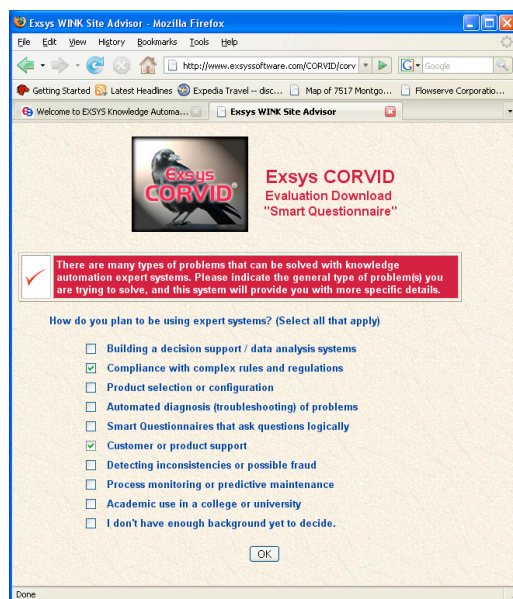 Exsys WINK Site Advisor - Mozilla Firefox
File Edit View History Bookmarks Tools Help
http://www.exsyssoftware.com/CORVID/corv
G Google
Getting Started Latest Headlines Expedia Travel -- disc... Map of 7517 Montgo... Flowserve Corporatio...
Welcome to EXSYS Knowledge Automa... Exsys WINK Site Advisor
Exsys
CORVID®
Exsys CORVID
Evaluation Download
"Smart Questionnaire"
There are many types of problems that can be solved with knowledge
automation expert systems. Please indicate the general type of problem(s) you
are trying to solve, and this system will provide you with more specific details.
How do you plan to be using expert systems? (Select all that apply)
Building a decision support / data analysis systems
Compliance with complex rules and regulations
Product selection or configuration
Automated diagnosis (troubleshooting) of problems
Smart Questionnaires that ask questions logically
Customer or product support
Detecting inconsistencies or possible fraud
Process monitoring or predictive maintenance
Academic use in a college or university
I don't have enough background yet to decide.
OK
Done